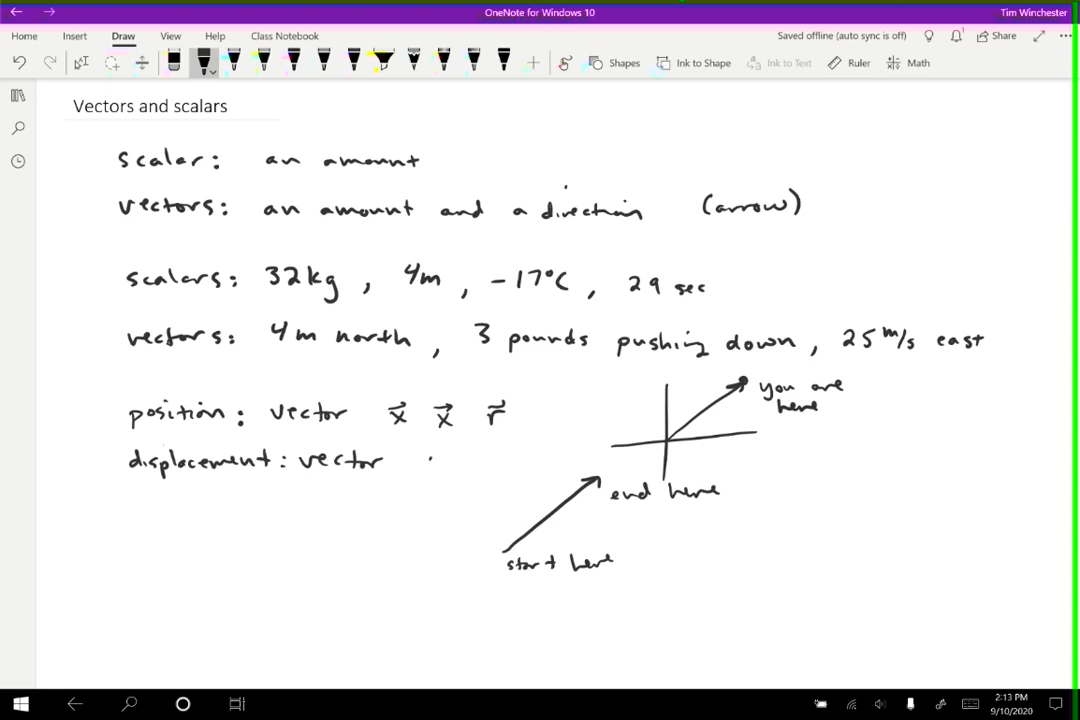 OneNote for Windows 10
Tim Winchester
Home Insert Draw View Help Class Notebook
Saved offline (auto sync is off) Share
Shapes Ink to Shape Ink to Text Ruler Math
Vectors and scalars
scalar: an amount
vectors: an amount and a direction (arrow)
scalars: 32kg, 4m, -17°C, 29 sec
vectors: 4m north, 3 pounds pushing down, 25 m/s east
you are
here
position: vector x⃗ x⃗ r⃗
displacement: vector
end here
start here
2:13 PM
9/10/2020